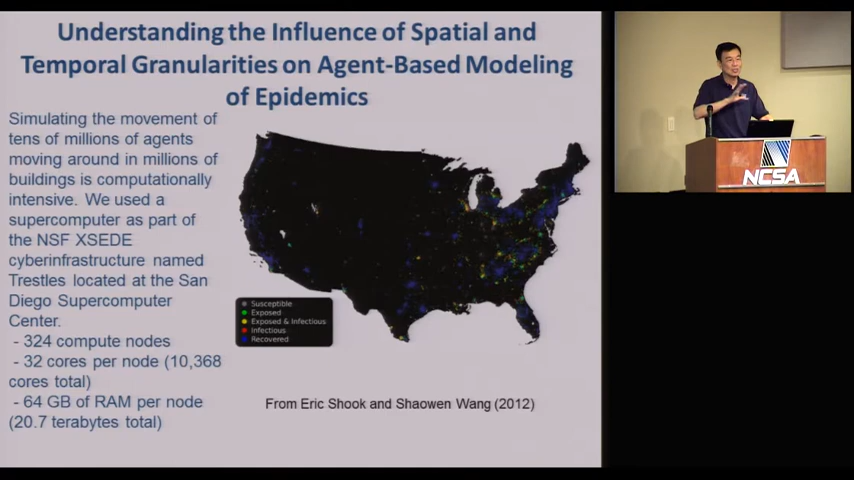 Understanding the Influence of Spatial and
Temporal Granularities on Agent-Based Modeling
of Epidemics
Simulating the movement of
tens of millions of agents
moving around in millions of
buildings is computationally
intensive. We used a
supercomputer as part of
the NSF XSEDE
cyberinfrastructure named
Trestles located at the San
Diego Supercomputer
Center.
- 324 compute nodes
- 32 cores per node (10,368
cores total)
- 64 GB of RAM per node
(20.7 terabytes total)
Susceptible
Exposed
Exposed & Infectious
Infectious
Recovered
From Eric Shook and Shaowen Wang (2012)
NCSA